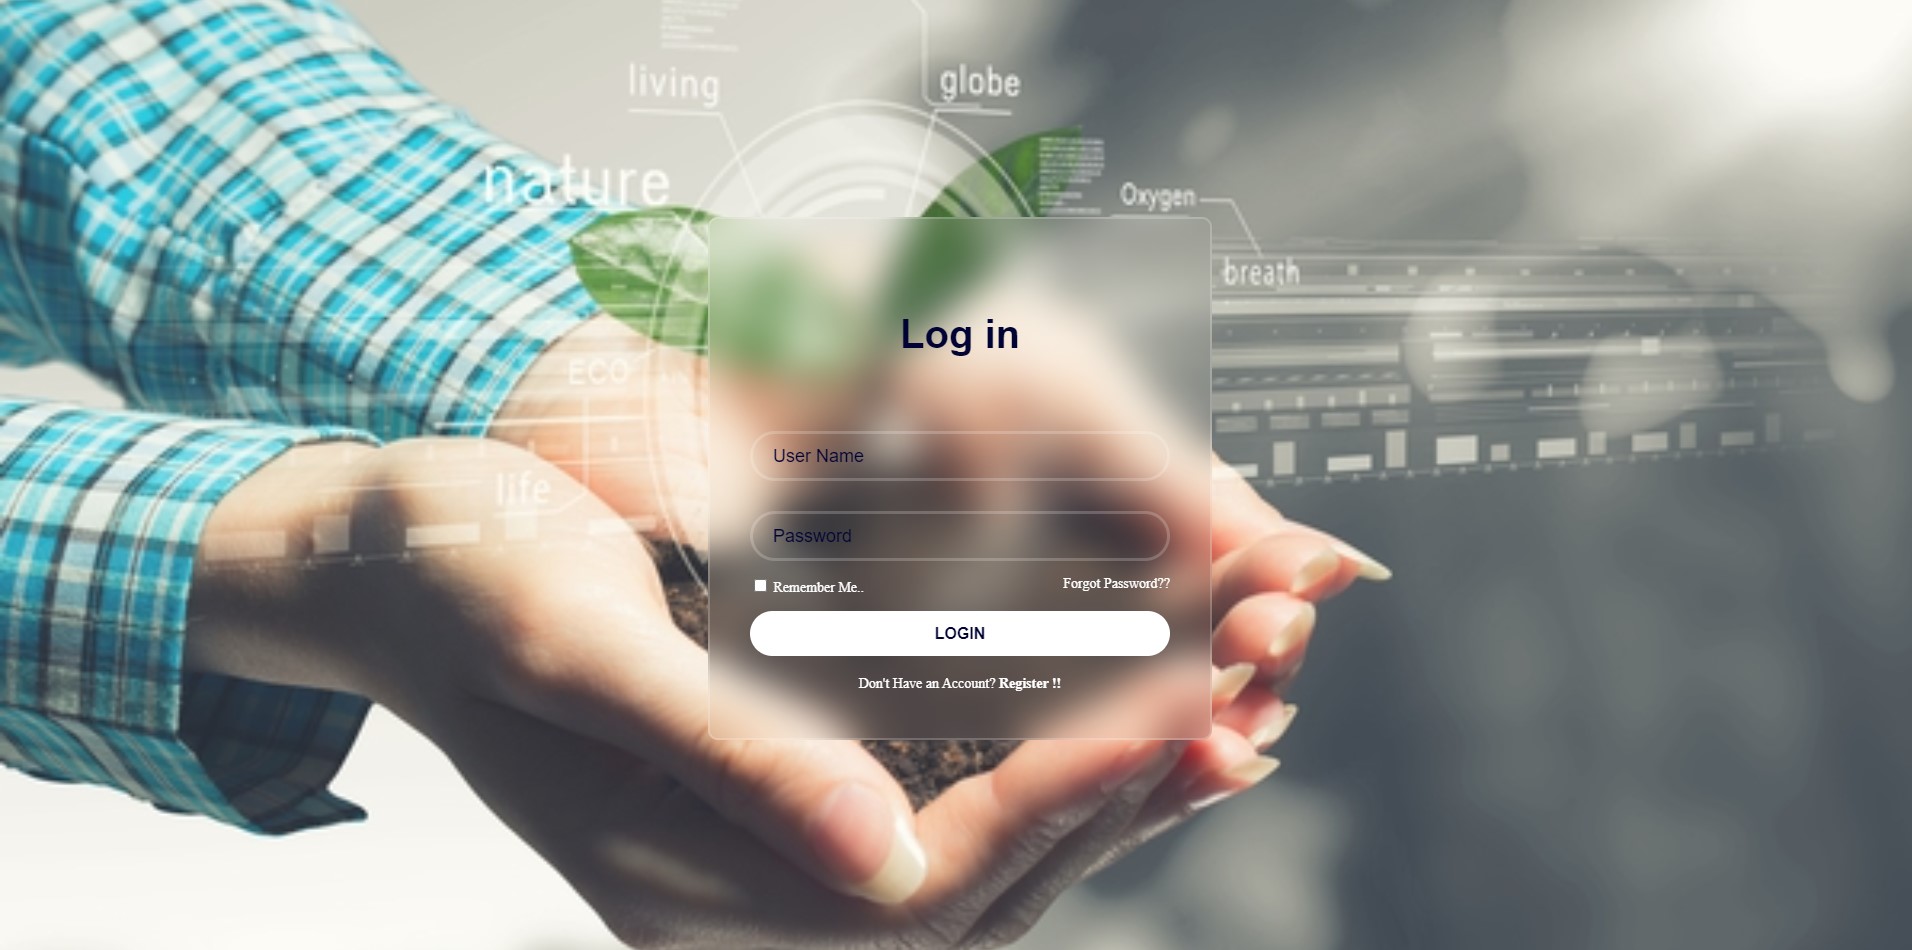 living
globe
nature
Oxygen
breath
ECO
life
Log in
User Name
Password
Remember Me..
Forgot Password??
LOGIN
Don't Have an Account? Register !!